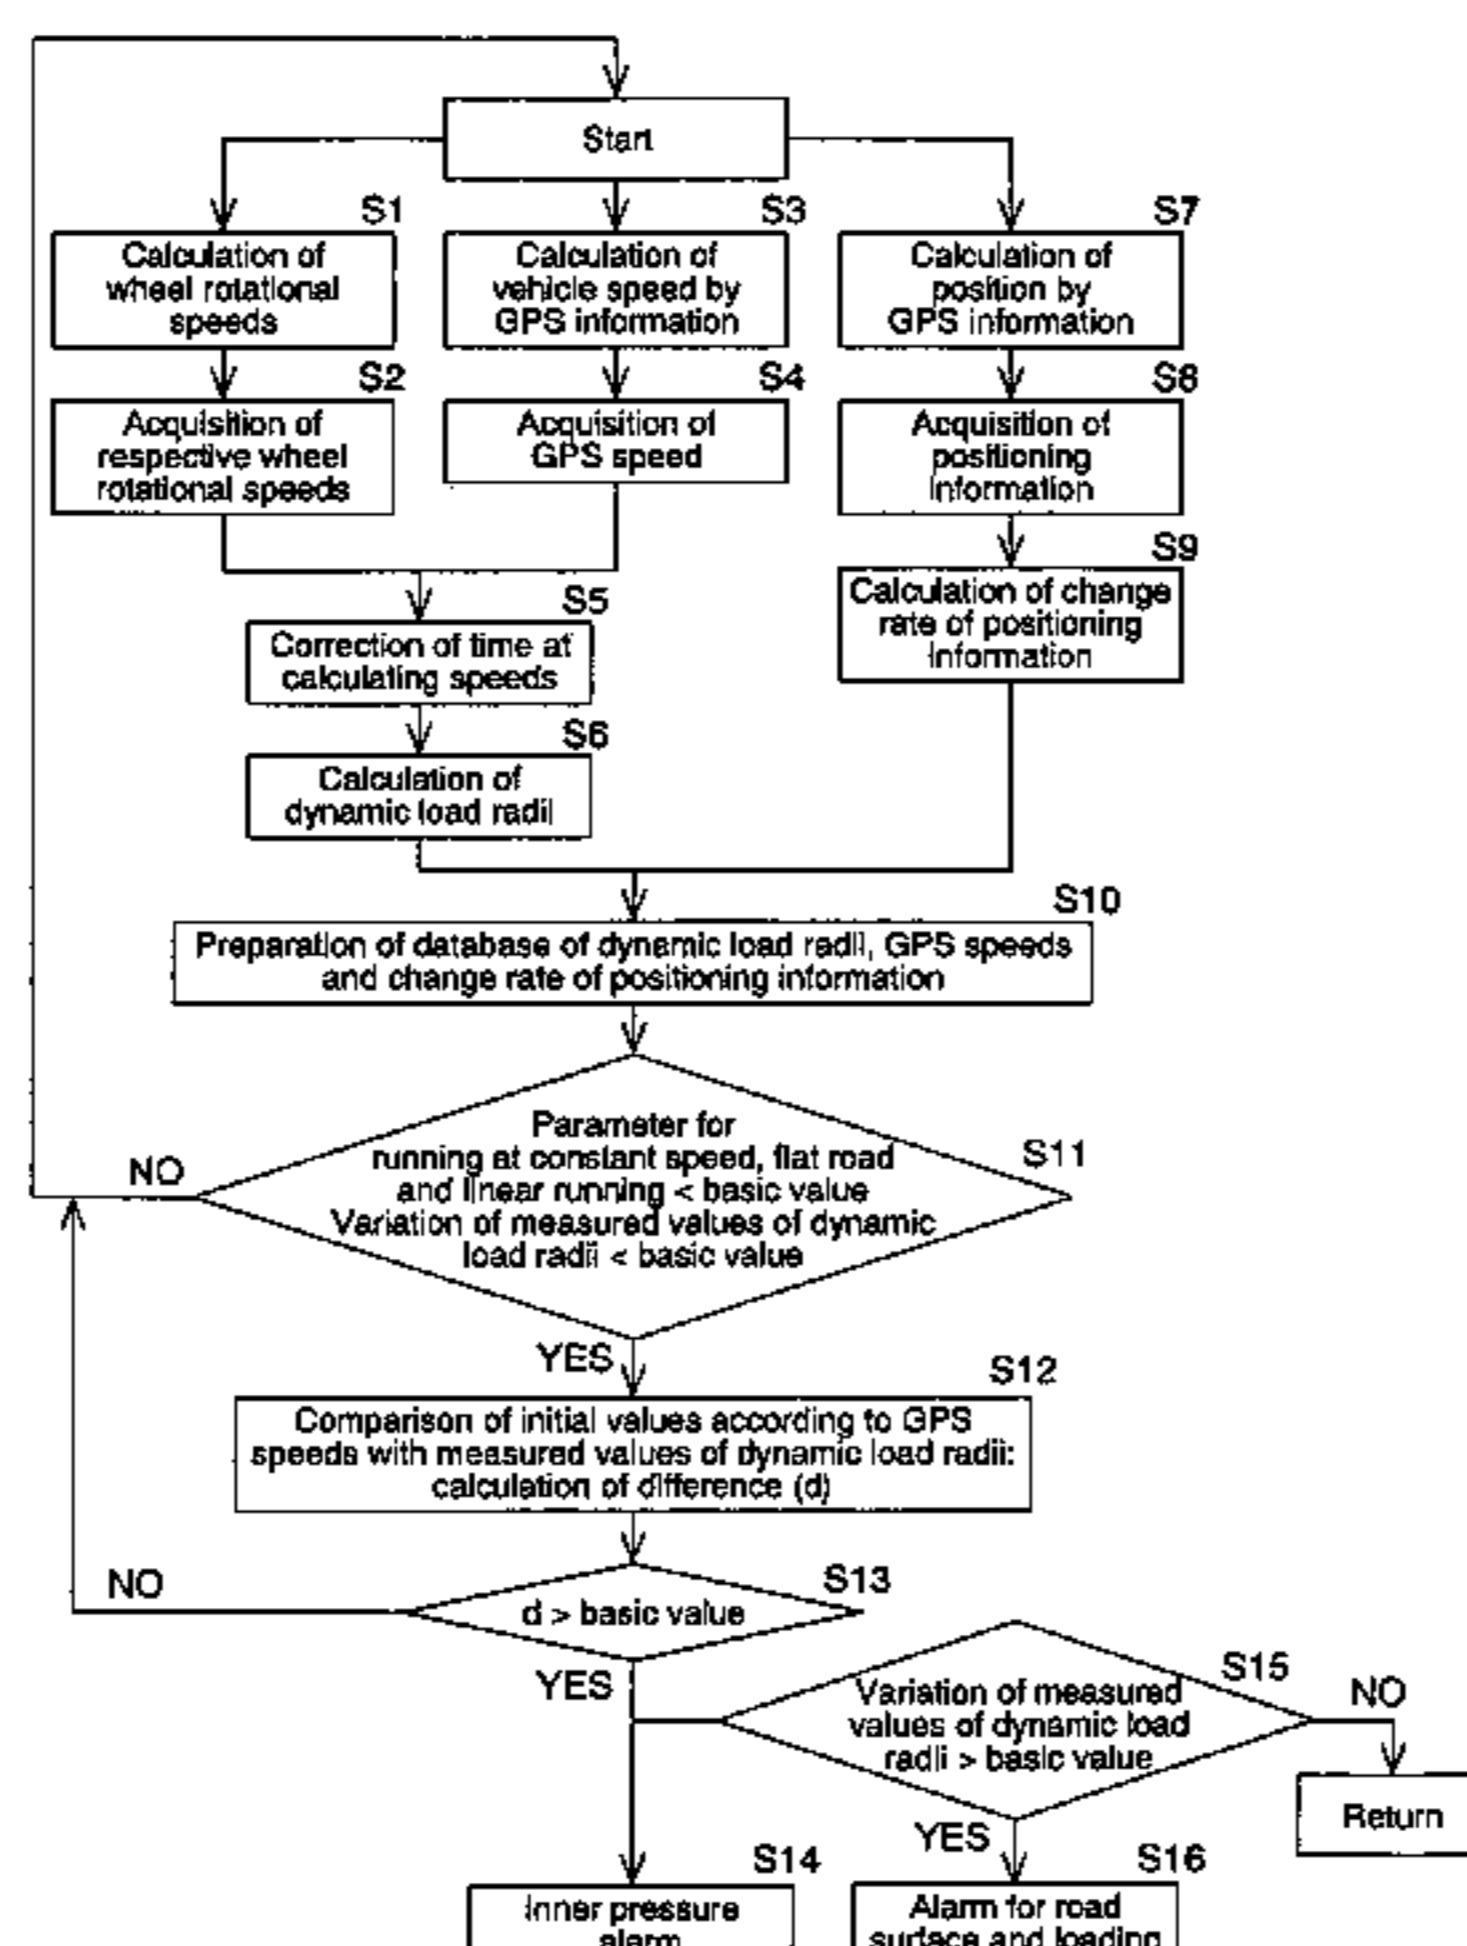 Start
S1
Calculation of
wheel rotational
speeds
S3
Calculation of
vehicle speed by
GPS information
S7
Calculation of
position by
GPS information
S2
Acquisition of
respective wheel
rotational speeds
S4
Acquisition of
GPS speed
S8
Acquisition of
positioning
information
S5
Correction of time at
calculating speeds
S9
Calculation of change
rate of positioning
information
S6
Calculation of
dynamic load radii
S10
Preparation of database of dynamic load radii, GPS speeds
and change rate of positioning information
S11
Parameter for
running at constant speed, flat road
and linear running < basic value
Variation of measured values of dynamic
load radii < basic value
NO
YES
S12
Comparison of initial values according to GPS
speeds with measured values of dynamic load radii:
calculation of difference (d)
S13
d > basic value
NO
YES
S15
Variation of measured
values of dynamic load
radii > basic value
NO
Return
YES
S14
Inner pressure
alarm
S16
Alarm for road
surface and loading